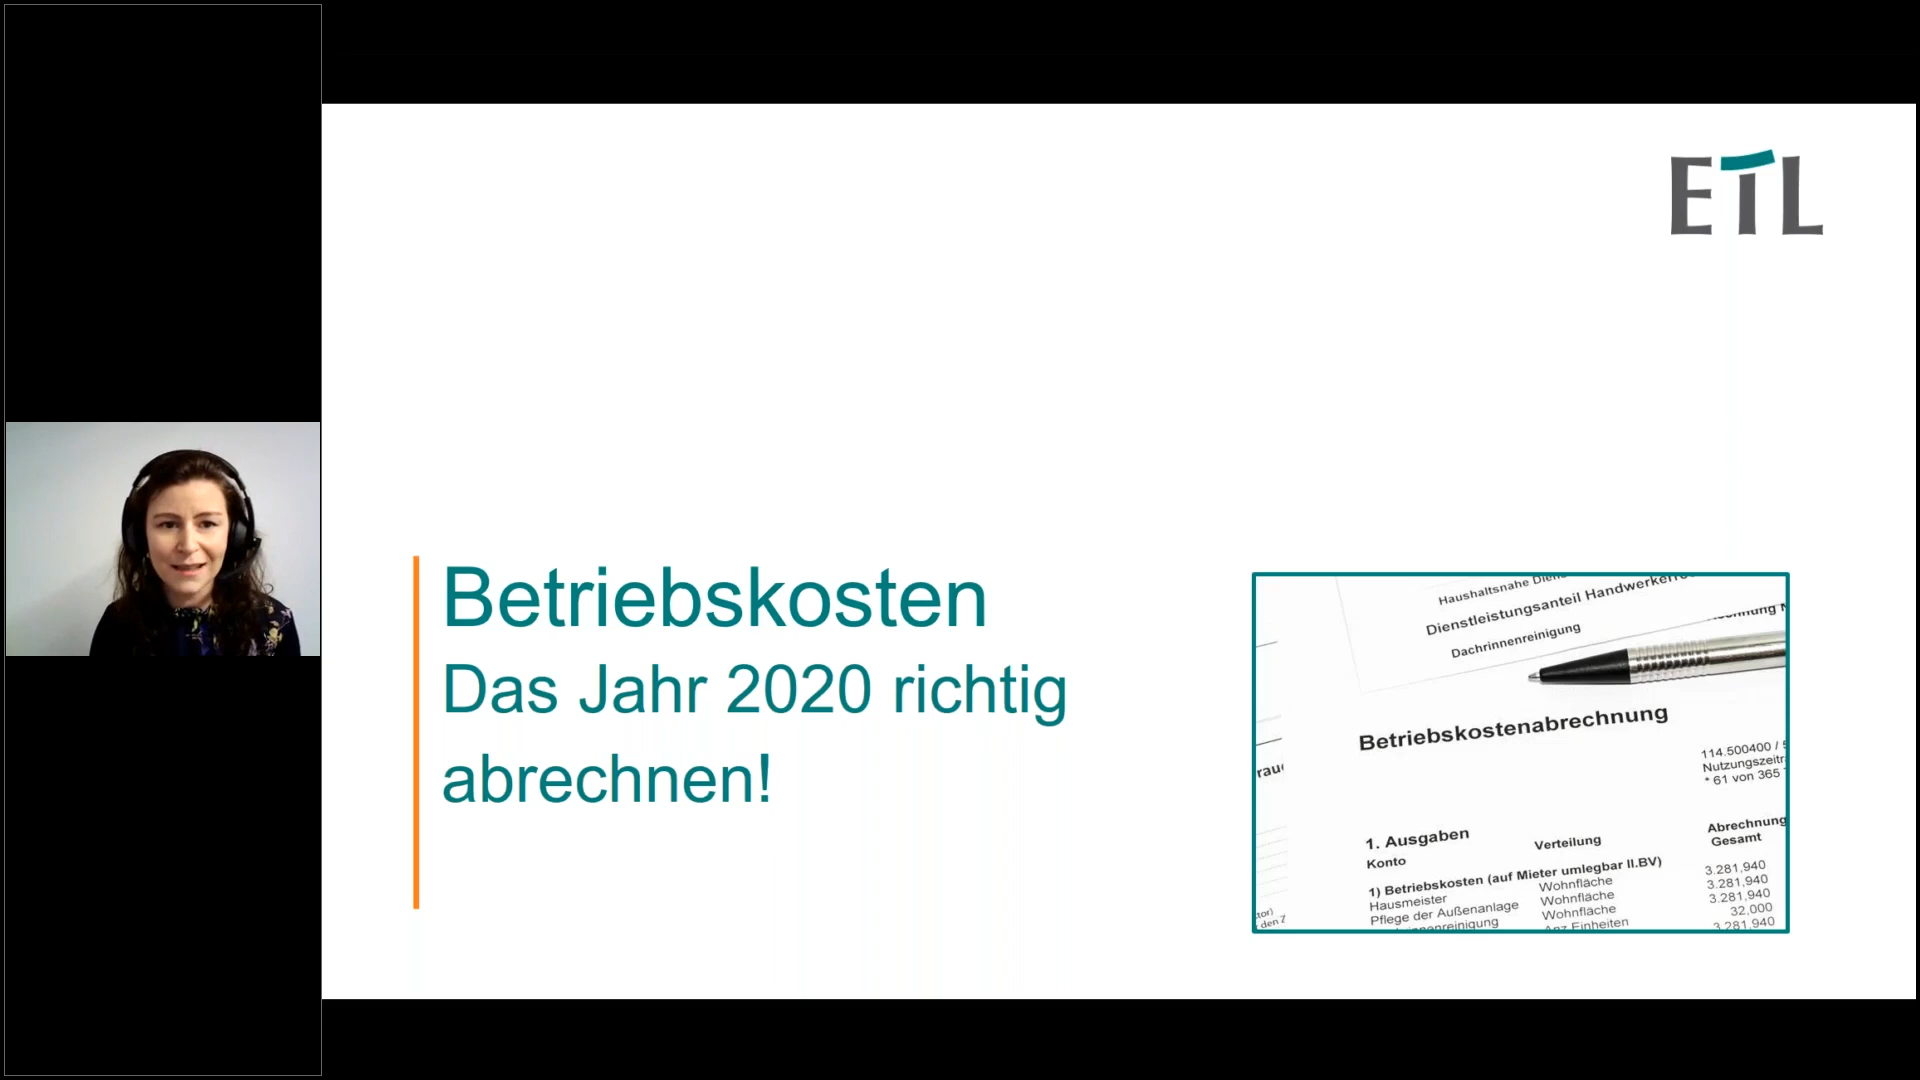 ETL
Betriebskosten
Das Jahr 2020 richtig
abrechnen!
Haushaltsnahe
Dienstleistungsanteil
Dachrinnenreinigung
Betriebskostenabrechnung
114.500400 /
* 61 von 365
1. Ausgaben
Konto
Verteilung
Abrechnung
Gesamt
1) Betriebskosten (auf Mieter umlegbar II.BV)
Hausmeister
Wohnfläche
3.281,940
Pflege der Außenanlage
Wohnfläche
3.281,940
Wohnfläche
3.281,940
Anz.Einheiten
32,000
3.281,940